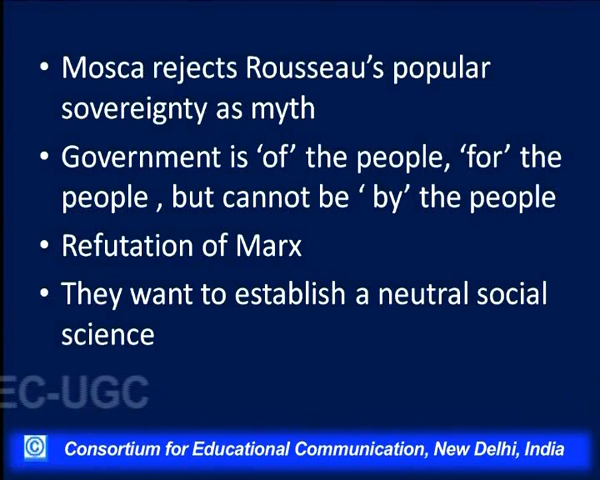 • Mosca rejects Rousseau's popular
sovereignty as myth
• Government is 'of' the people, 'for' the
people , but cannot be ' by' the people
• Refutation of Marx
• They want to establish a neutral social
science
EC-UGC
© Consortium for Educational Communication, New Delhi, India